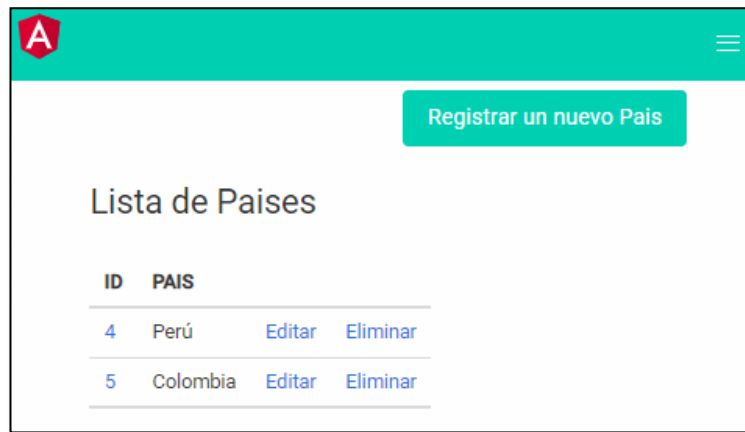 A
Registrar un nuevo Pais
Lista de Paises
ID PAIS
4 Perú Editar Eliminar
5 Colombia Editar Eliminar